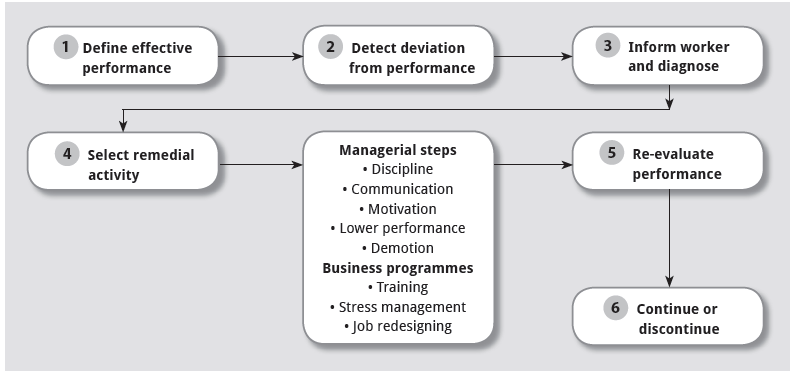 1 Define effective
performance
2 Detect deviation
from performance
3 Inform worker
and diagnose
4 Select remedial
activity
Managerial steps
• Discipline
• Communication
• Motivation
• Lower performance
• Demotion
Business programmes
• Training
• Stress management
• Job redesigning
5 Re-evaluate
performance
6 Continue or
discontinue